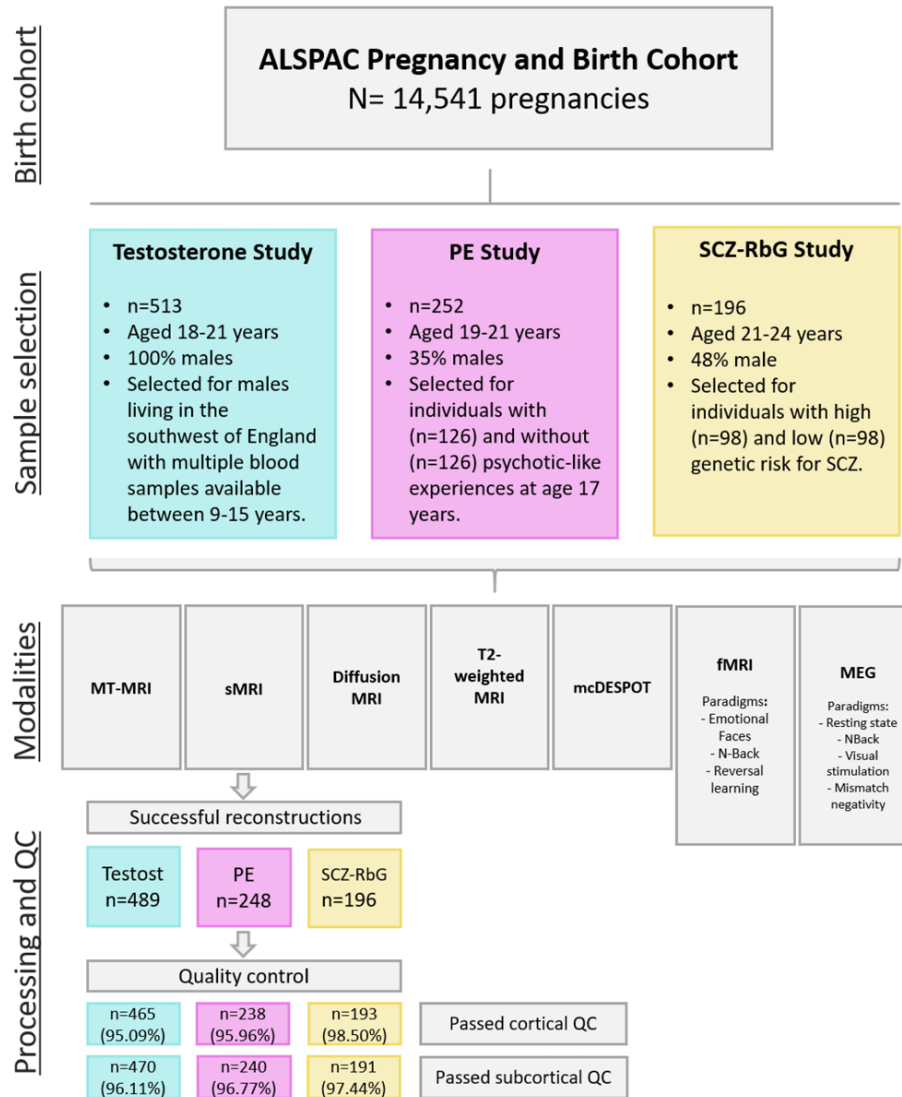 Birth cohort
ALSPAC Pregnancy and Birth Cohort
N= 14,541 pregnancies
Sample selection
Testosterone Study
• n=513
• Aged 18-21 years
• 100% males
• Selected for males
living in the
southwest of England
with multiple blood
samples available
between 9-15 years.
PE Study
• n=252
• Aged 19-21 years
• 35% males
• Selected for
individuals with
(n=126) and without
(n=126) psychotic-like
experiences at age 17
years.
SCZ-RbG Study
• n=196
• Aged 21-24 years
• 48% male
• Selected for
individuals with high
(n=98) and low (n=98)
genetic risk for SCZ.
Modalities
MT-MRI
sMRI
Diffusion
MRI
T2-
weighted
MRI
mcDESPOT
fMRI
Paradigms:
- Emotional
Faces
- N-Back
- Reversal
learning
MEG
Paradigms:
- Resting state
- NBack
- Visual
stimulation
- Mismatch
negativity
Processing and QC
Successful reconstructions
Testost
n=489
PE
n=248
SCZ-RbG
n=196
Quality control
n=465
(95.09%)
n=238
(95.96%)
n=193
(98.50%)
Passed cortical QC
n=470
(96.11%)
n=240
(96.77%)
n=191
(97.44%)
Passed subcortical QC